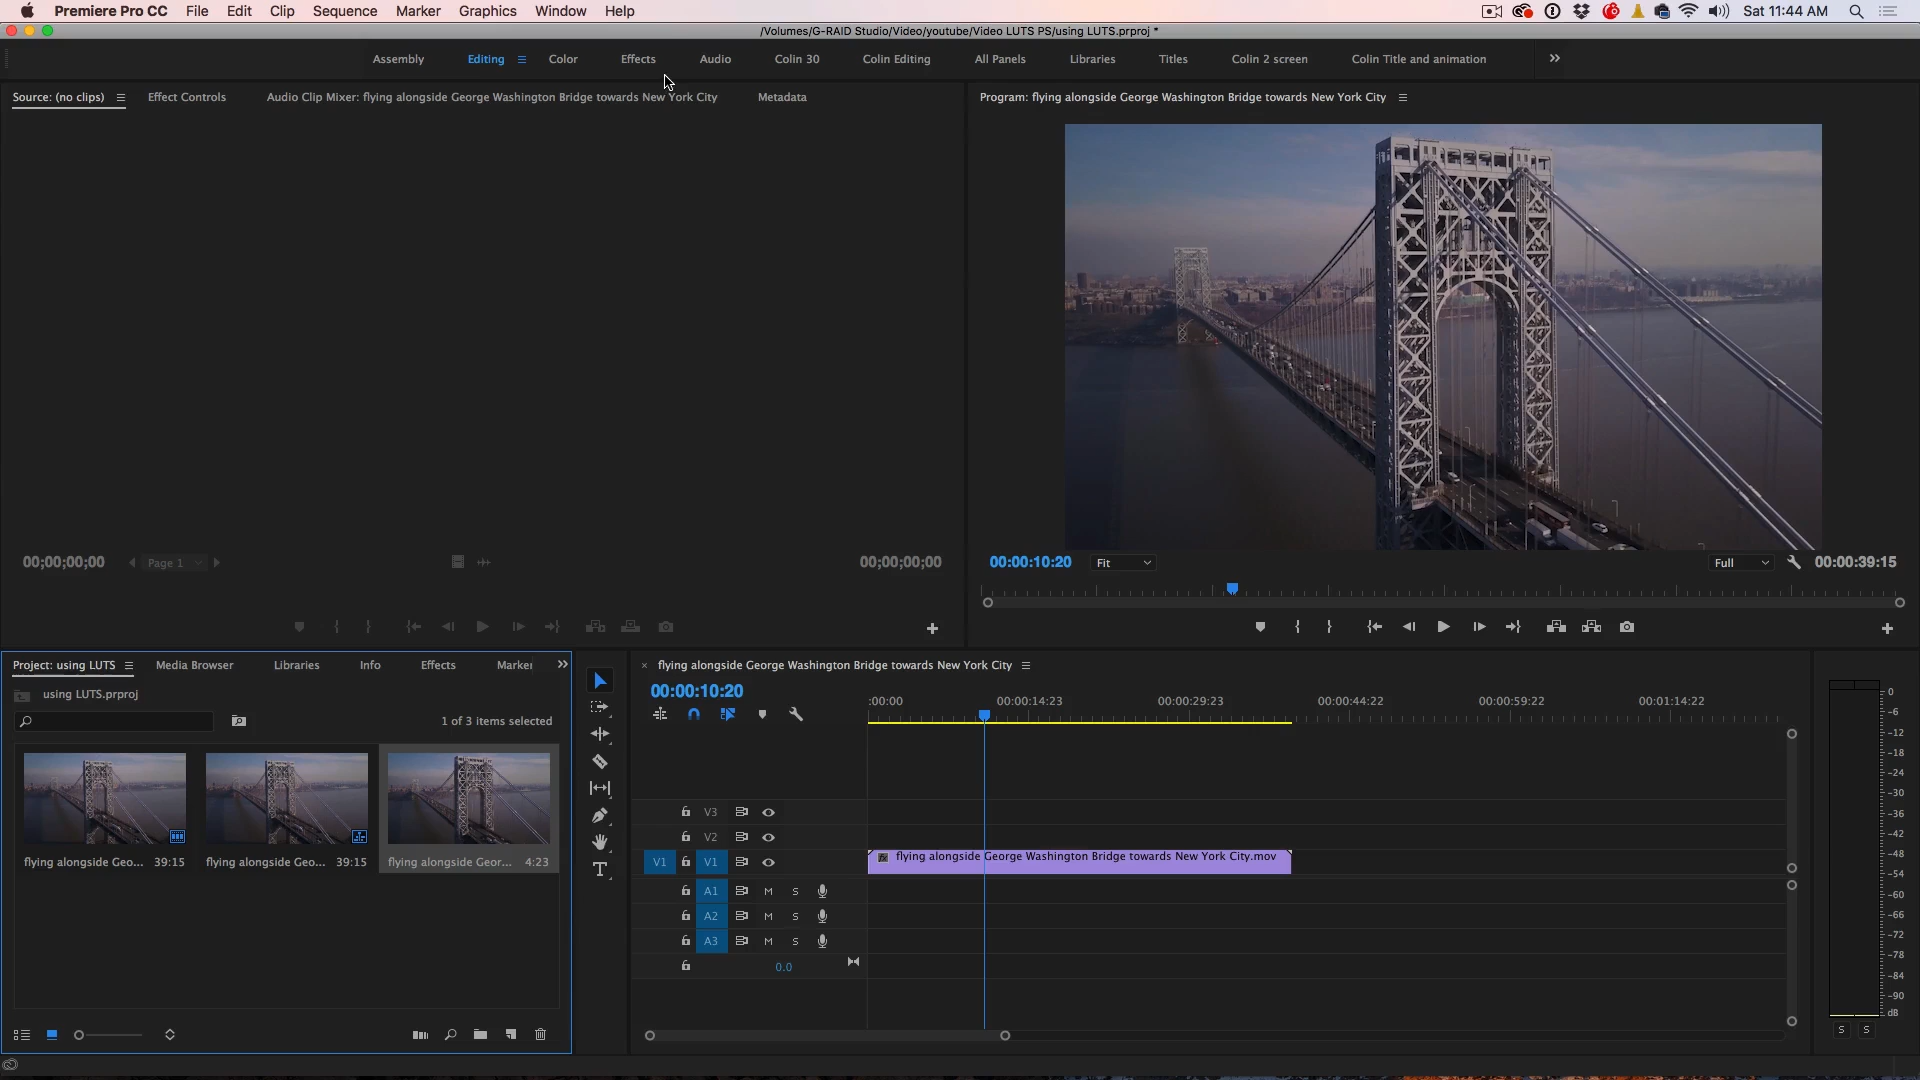 Premiere Pro CC File Edit Clip Sequence Marker Graphics Window Help Sat 11:44 AM
/Volumes/G-RAID Studio/Video/youtube/Video LUTS PS/using LUTS.prproj *
Assembly Editing Color Effects Audio Colin 30 Colin Editing All Panels Libraries Titles Colin 2 screen Colin Title and animation
Source: (no clips) Effect Controls Audio Clip Mixer: flying alongside George Washington Bridge towards New York City Metadata
Program: flying alongside George Washington Bridge towards New York City
00;00;00;00 Page 1 00;00;00;00
00:00:10:20 Fit Full 00:00:39:15
Project: using LUTS Media Browser Libraries Info Effects Marker
using LUTS.prproj
1 of 3 items selected
flying alongside Geo... 39:15
flying alongside Geo... 39:15
flying alongside Geor... 4:23
flying alongside George Washington Bridge towards New York City
00:00:10:20
:00:00 00:00:14:23 00:00:29:23 00:00:44:22 00:00:59:22 00:01:14:22
V3
V2
V1 V1 flying alongside George Washington Bridge towards New York City.mov
A1 M S
A2 M S
A3 M S
0.0
0
-6
-12
-18
-24
-30
-36
-42
-48
-54
-60
-66
-72
-78
-84
-90
dB
S S